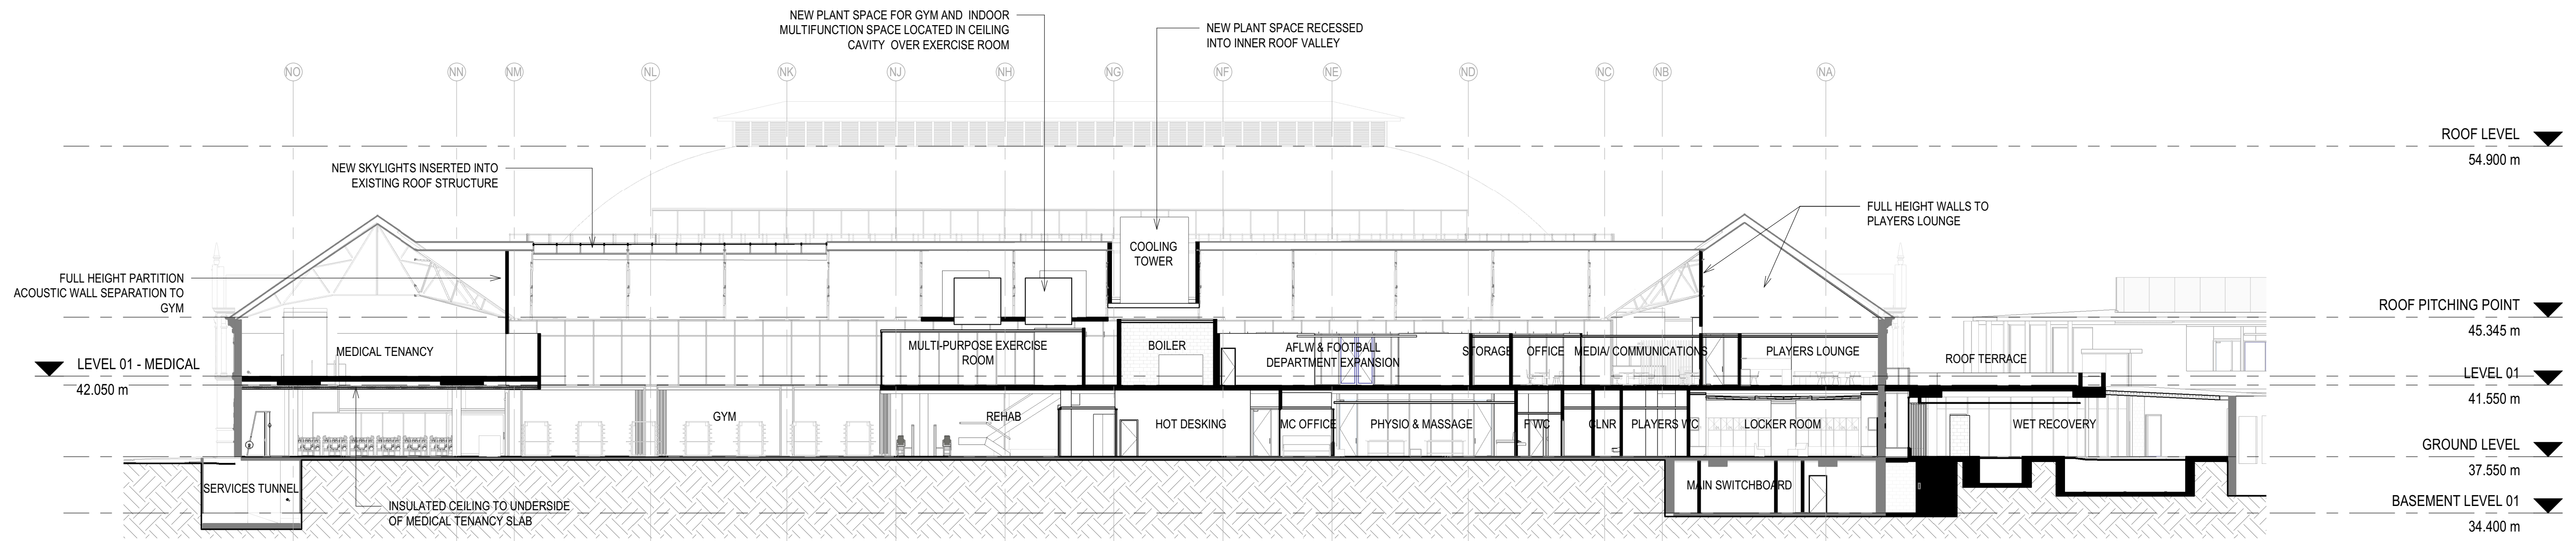 NEW PLANT SPACE FOR GYM AND INDOOR
MULTIFUNCTION SPACE LOCATED IN CEILING
CAVITY OVER EXERCISE ROOM
NEW PLANT SPACE RECESSED
INTO INNER ROOF VALLEY
NO
NN
NM
NL
NK
NJ
NH
NG
NF
NE
ND
NC
NB
NA
ROOF LEVEL
54.900 m
NEW SKYLIGHTS INSERTED INTO
EXISTING ROOF STRUCTURE
FULL HEIGHT WALLS TO
PLAYERS LOUNGE
COOLING
TOWER
FULL HEIGHT PARTITION
ACOUSTIC WALL SEPARATION TO
GYM
ROOF PITCHING POINT
45.345 m
MEDICAL TENANCY
MULTI-PURPOSE EXERCISE
ROOM
BOILER
AFLW & FOOTBALL
DEPARTMENT EXPANSION
STORAGE
OFFICE
MEDIA/ COMMUNICATIONS
PLAYERS LOUNGE
ROOF TERRACE
LEVEL 01 - MEDICAL
42.050 m
LEVEL 01
41.550 m
GYM
REHAB
HOT DESKING
MC OFFICE
PHYSIO & MASSAGE
F WC
CLNR
PLAYERS WC
LOCKER ROOM
WET RECOVERY
GROUND LEVEL
37.550 m
SERVICES TUNNEL
MAIN SWITCHBOARD
INSULATED CEILING TO UNDERSIDE
OF MEDICAL TENANCY SLAB
BASEMENT LEVEL 01
34.400 m